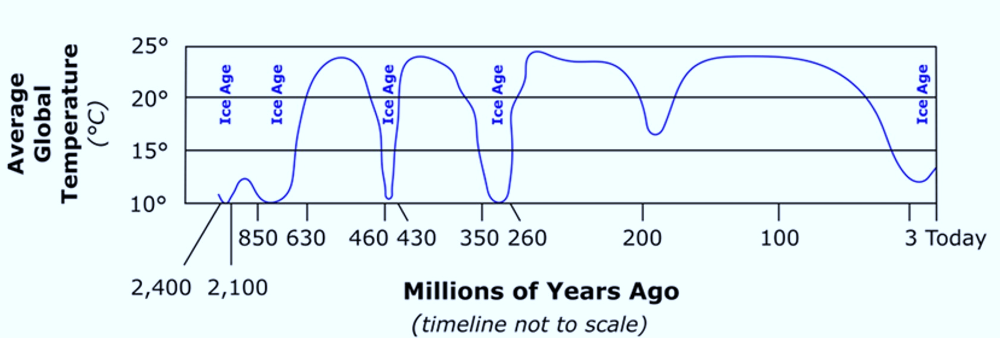 Average
Global
Temperature
(°C)
25°
20°
15°
10°
Ice Age
Ice Age
Ice Age
Ice Age
Ice Age
850 630 460 430 350 260 200 100 3 Today
2,400 2,100
Millions of Years Ago
(timeline not to scale)